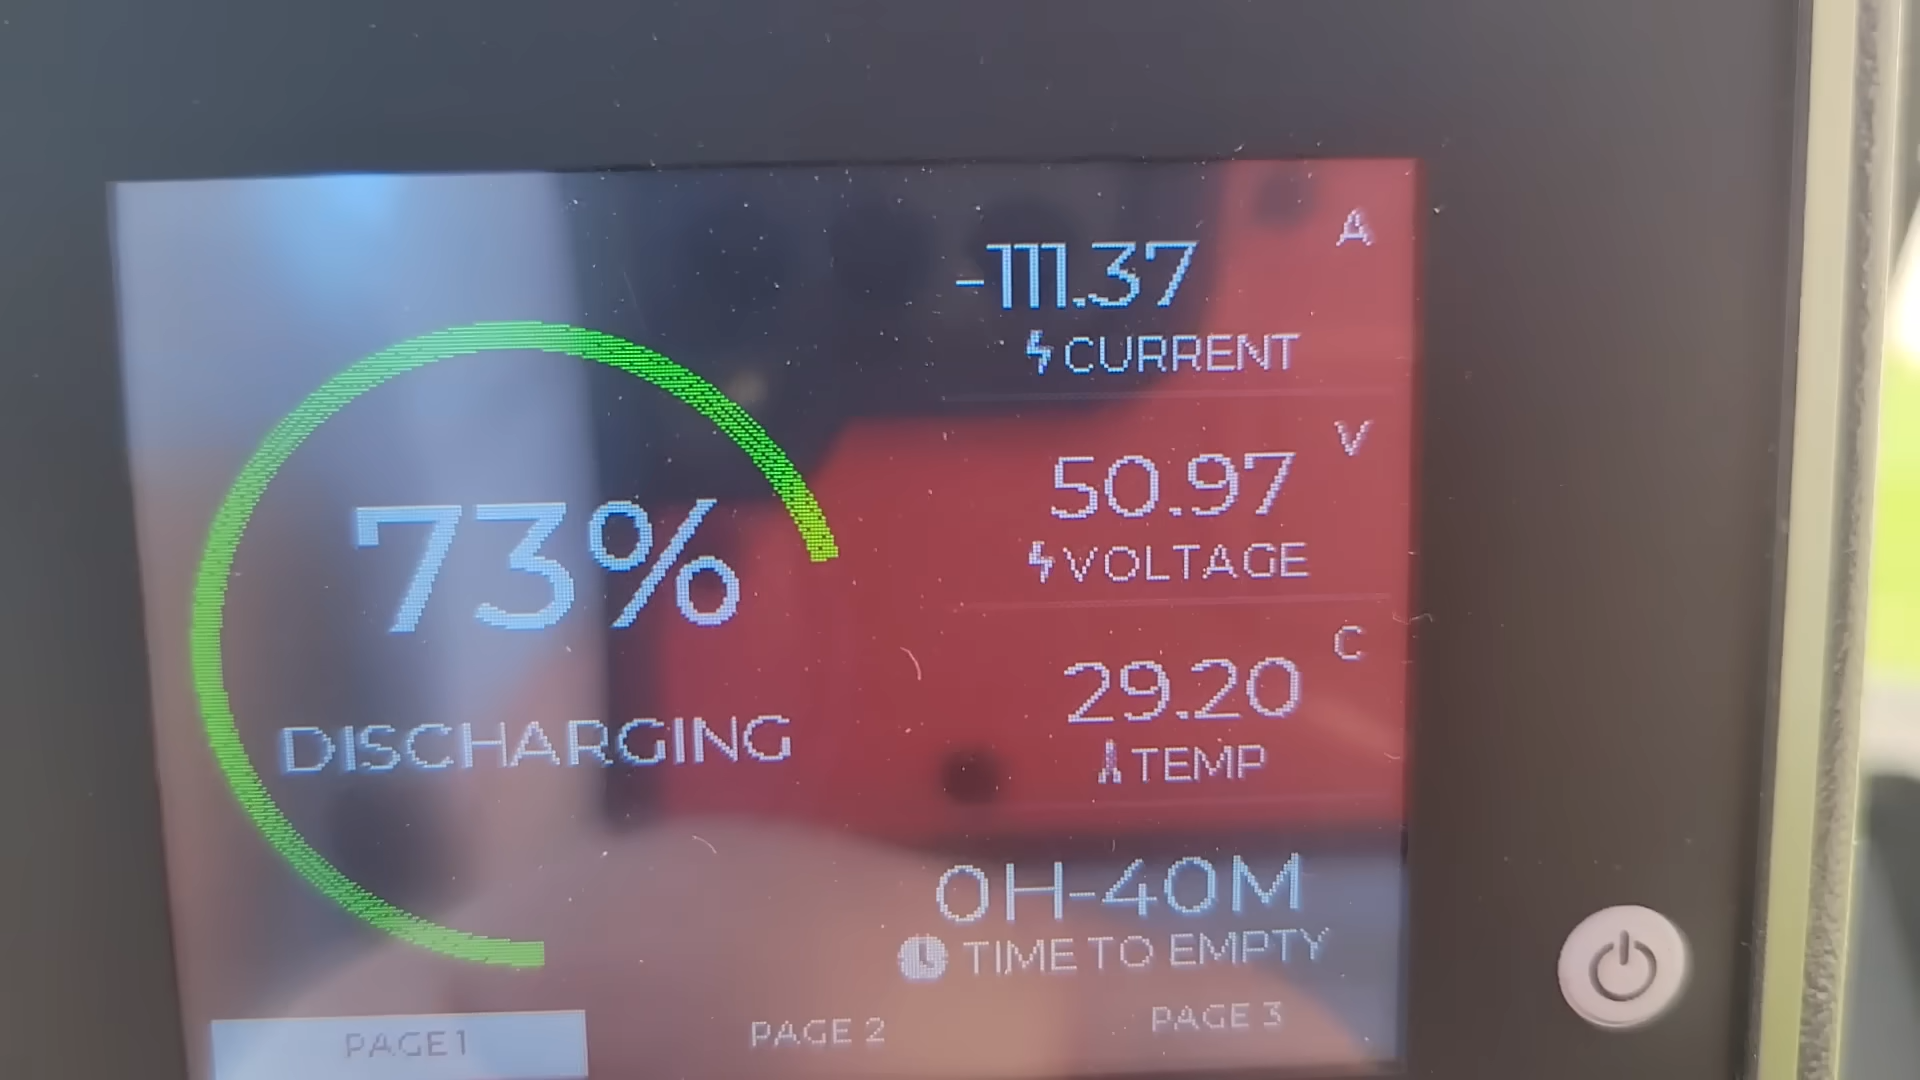 73%
DISCHARGING
-111.37 A
CURRENT
50.97 V
VOLTAGE
29.20 C
TEMP
0H-40M
TIME TO EMPTY
PAGE 1
PAGE 2
PAGE 3